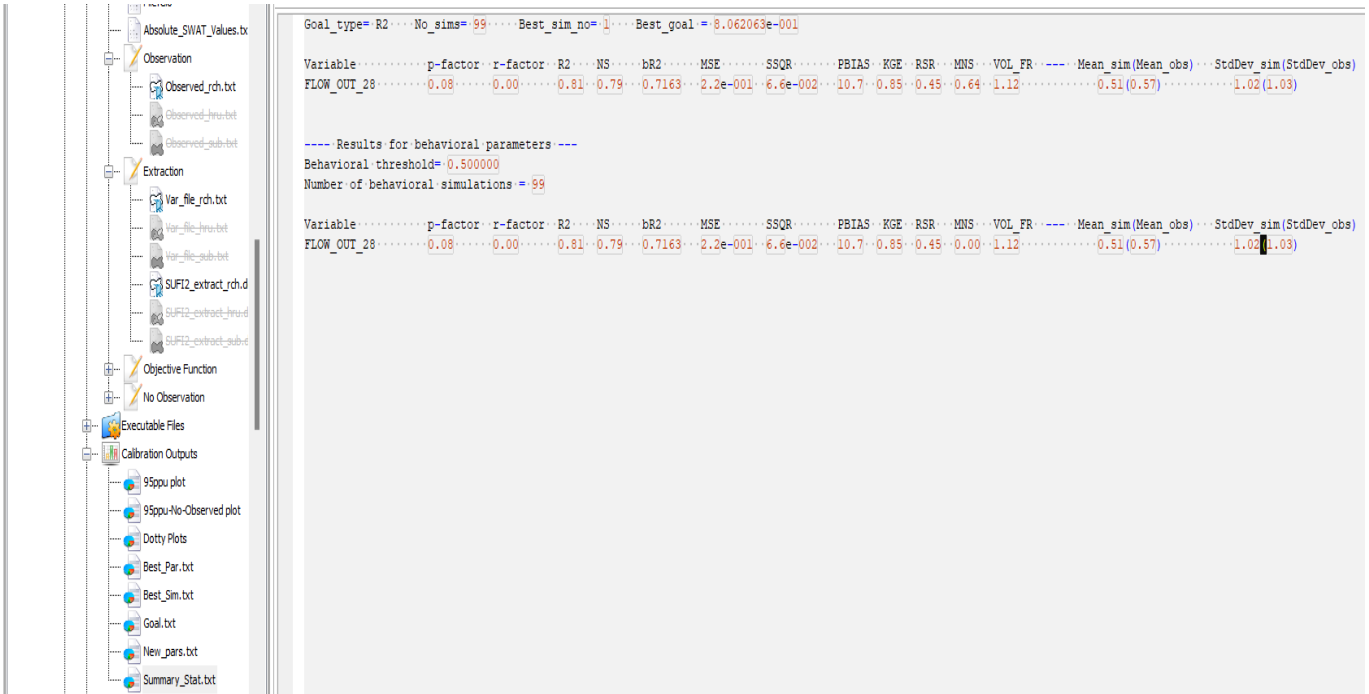 Absolute_SWAT_Values.tx
Observation
Observed_rch.txt
Observed_hru.txt
Observed_sub.txt
Extraction
Var_file_rch.txt
Var_file_hru.txt
Var_file_sub.txt
SUFI2_extract_rch.d
SUFI2_extract_hru.d
SUFI2_extract_sub.d
Objective Function
No Observation
Executable Files
Calibration Outputs
95ppu plot
95ppu-No-Observed plot
Dotty Plots
Best_Par.txt
Best_Sim.txt
Goal.txt
New_pars.txt
Summary_Stat.txt
Goal_type= R2 No_sims= 99 Best_sim_no= 1 Best_goal = 8.062063e-001
Variable p-factor r-factor R2 NS bR2 MSE SSQR PBIAS KGE RSR MNS VOL_FR --- Mean_sim(Mean_obs) StdDev_sim(StdDev_obs)
FLOW_OUT_28 0.08 0.00 0.81 0.79 0.7163 2.2e-001 6.6e-002 10.7 0.85 0.45 0.64 1.12 0.51(0.57) 1.02(1.03)
---- Results for behavioral parameters ---
Behavioral threshold= 0.500000
Number of behavioral simulations = 99
Variable p-factor r-factor R2 NS bR2 MSE SSQR PBIAS KGE RSR MNS VOL_FR --- Mean_sim(Mean_obs) StdDev_sim(StdDev_obs)
FLOW_OUT_28 0.08 0.00 0.81 0.79 0.7163 2.2e-001 6.6e-002 10.7 0.85 0.45 0.00 1.12 0.51(0.57) 1.02(1.03)